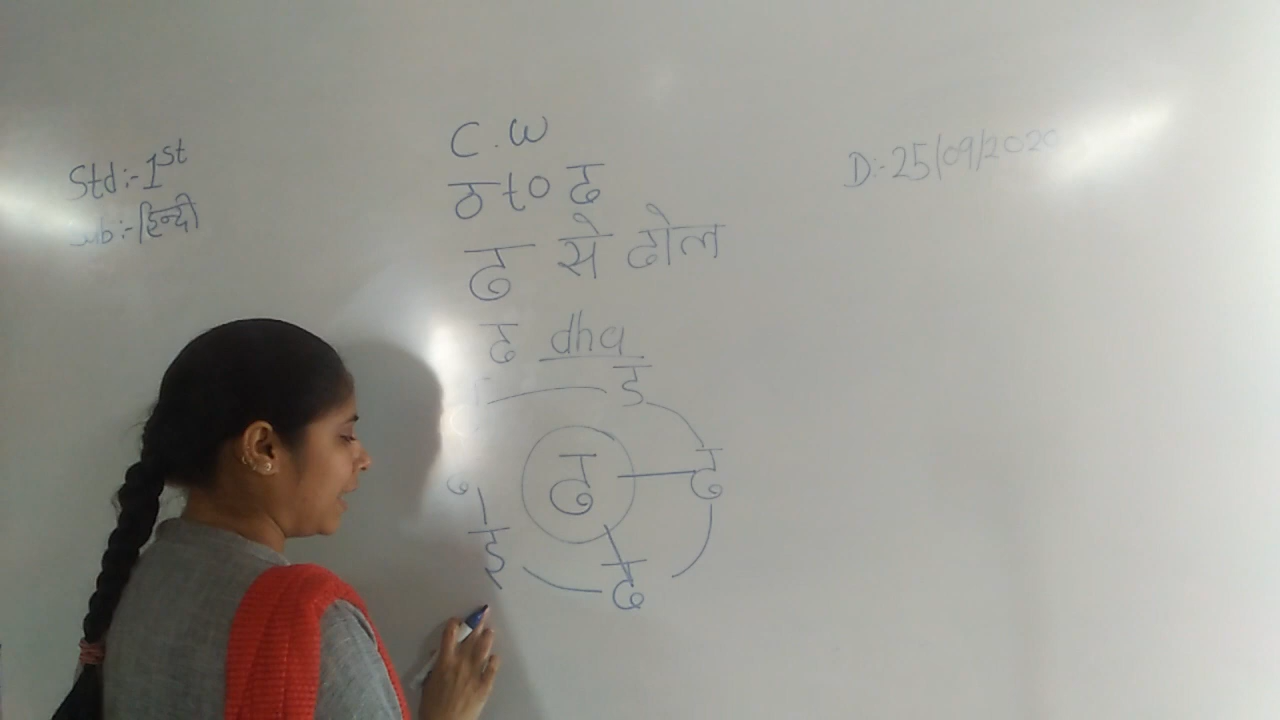 Std:-1st
Sub:-हिन्दी
D:-25/09/2020
C.W
ठ to ढ
ढ से ढोल
ढ dha
ड
ढ
ढ
इ
ढ